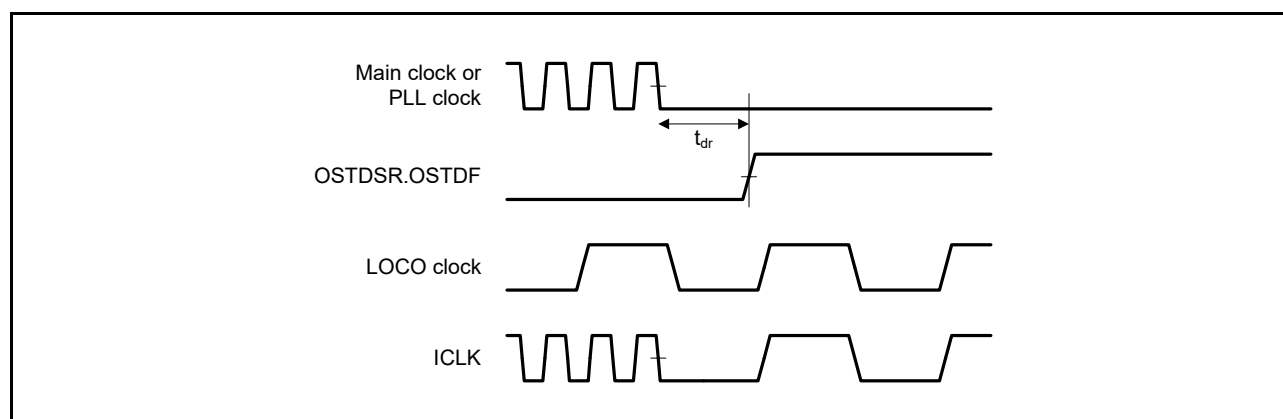 Main clock or
PLL clock
tdr
OSTDSR.OSTDF
LOCO clock
ICLK